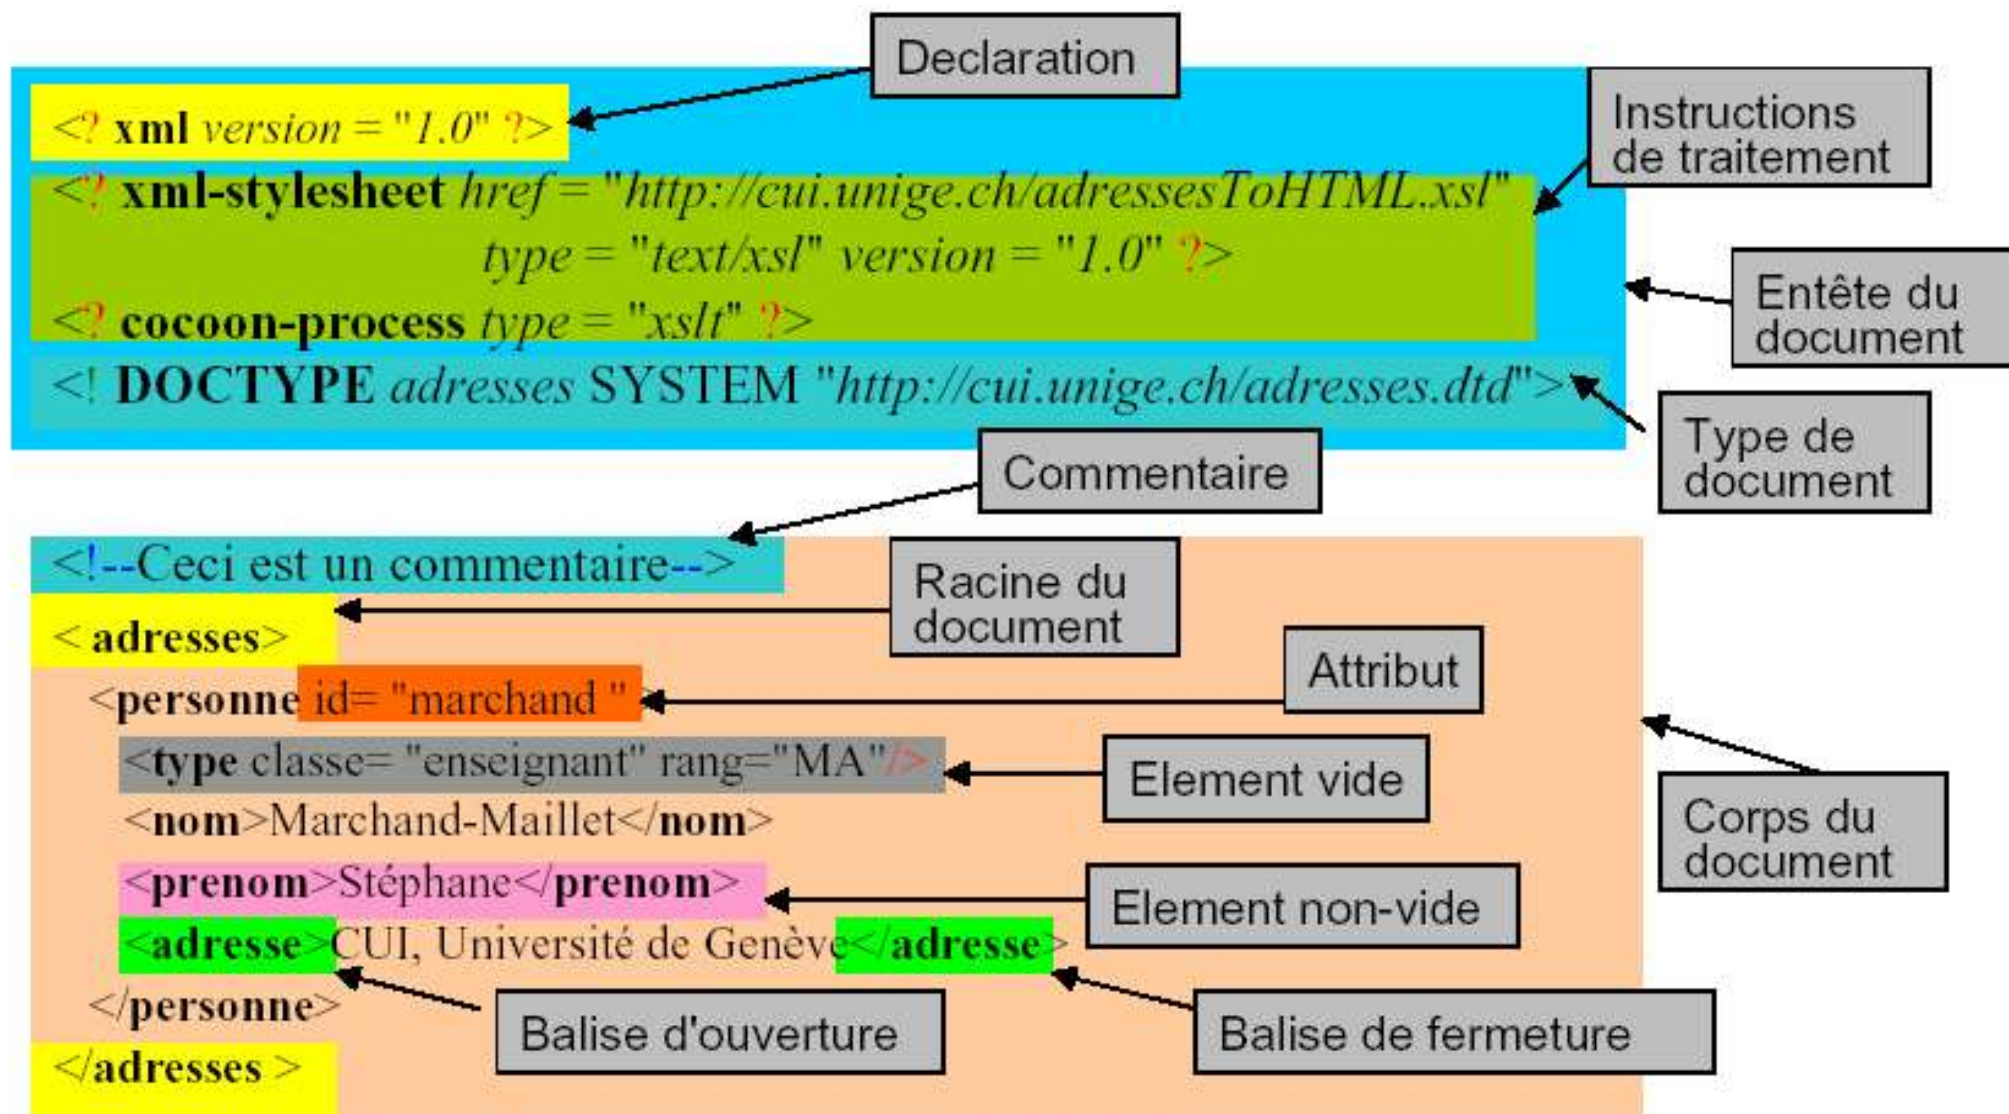 Declaration
<? xml version = "1.0" ?>
Instructions
de traitement
<? xml-stylesheet href = "http://cui.unige.ch/adressesToHTML.xsl"
type = "text/xsl" version = "1.0" ?>
Entête du
document
<? cocoon-process type = "xslt" ?>
<! DOCTYPE adresses SYSTEM "http://cui.unige.ch/adresses.dtd">
Type de
document
Commentaire
<!--Ceci est un commentaire-->
Racine du
document
< adresses>
Attribut
<personne id= "marchand " >
<type classe= "enseignant" rang="MA"/>
Element vide
<nom>Marchand-Maillet</nom>
Corps du
document
<prenom>Stéphane</prenom>
Element non-vide
<adresse>CUI, Université de Genève</adresse>
</personne>
Balise d'ouverture
Balise de fermeture
</adresses >